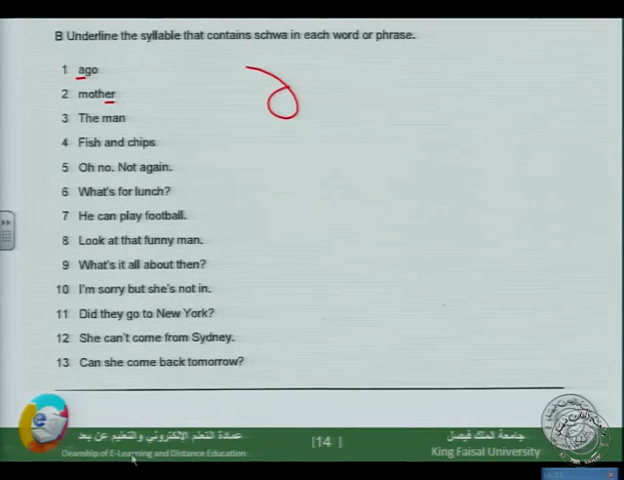 B Underline the syllable that contains schwa in each word or phrase.
1 ago
2 mother
3 The man
4 Fish and chips
5 Oh no. Not again.
6 What's for lunch?
7 He can play football.
8 Look at that funny man.
9 What's it all about then?
10 I'm sorry but she's not in.
11 Did they go to New York?
12 She can't come from Sydney.
13 Can she come back tomorrow?
عمادة التعلم الإلكتروني والتعليم عن بعد
Deanship of E-Learning and Distance Education
[14 ]
جامعة الملك فيصل
King Faisal University